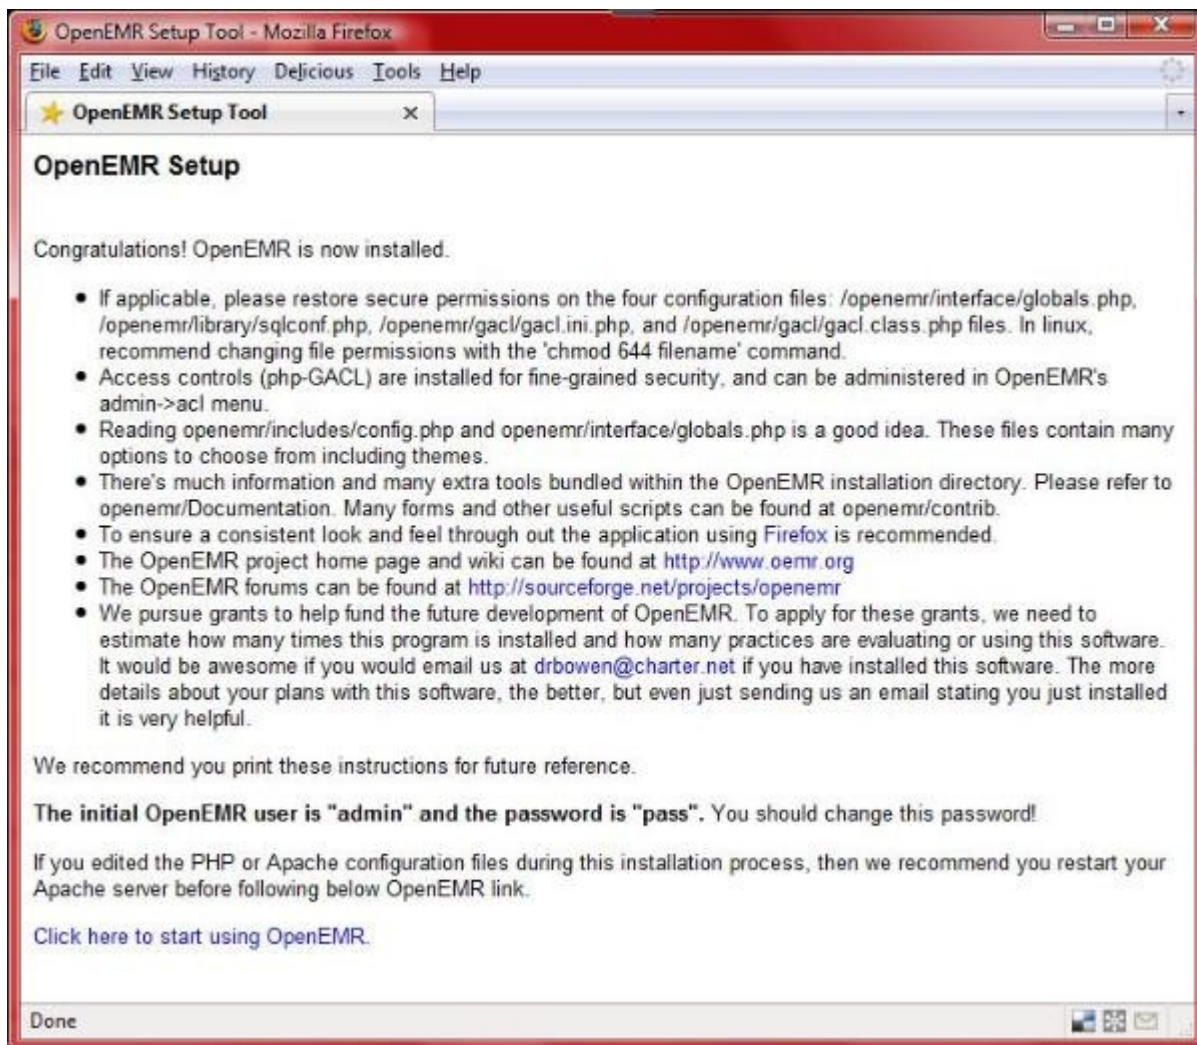 OpenEMR Setup Tool - Mozilla Firefox
File Edit View History Delicious Tools Help
OpenEMR Setup Tool
OpenEMR Setup
Congratulations! OpenEMR is now installed.
If applicable, please restore secure permissions on the four configuration files: /openemr/interface/globals.php,
/openemr/library/sqlconf.php, /openemr/gacl/gacl.ini.php, and /openemr/gacl/gacl.class.php files. In linux,
recommend changing file permissions with the 'chmod 644 filename' command.
Access controls (php-GACL) are installed for fine-grained security, and can be administered in OpenEMR's
admin->acl menu.
Reading openemr/includes/config.php and openemr/interface/globals.php is a good idea. These files contain many
options to choose from including themes.
There's much information and many extra tools bundled within the OpenEMR installation directory. Please refer to
openemr/Documentation. Many forms and other useful scripts can be found at openemr/contrib.
To ensure a consistent look and feel through out the application using Firefox is recommended.
The OpenEMR project home page and wiki can be found at http://www.oemr.org
The OpenEMR forums can be found at http://sourceforge.net/projects/openemr
We pursue grants to help fund the future development of OpenEMR. To apply for these grants, we need to
estimate how many times this program is installed and how many practices are evaluating or using this software.
It would be awesome if you would email us at drbowen@charter.net if you have installed this software. The more
details about your plans with this software, the better, but even just sending us an email stating you just installed
it is very helpful.
We recommend you print these instructions for future reference.
The initial OpenEMR user is "admin" and the password is "pass". You should change this password!
If you edited the PHP or Apache configuration files during this installation process, then we recommend you restart your
Apache server before following below OpenEMR link.
Click here to start using OpenEMR.
Done